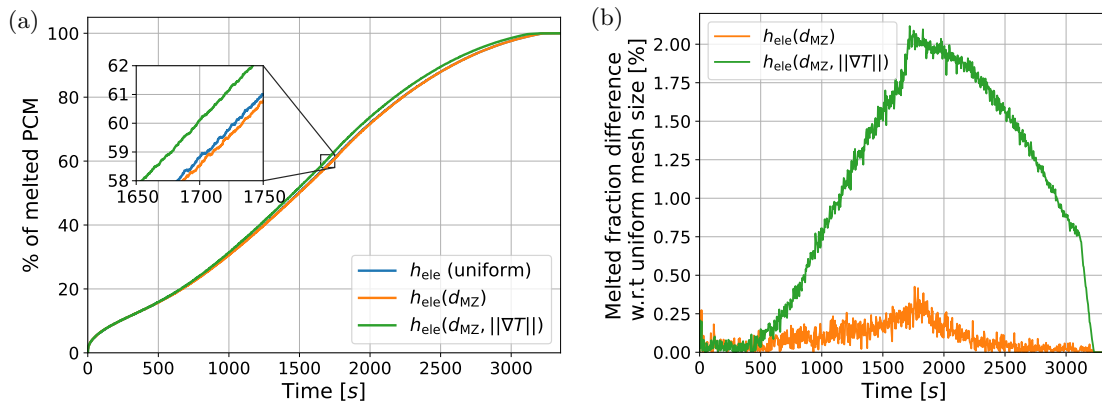 (a)
% of melted PCM
100
80
60
40
20
0
62
61
60
59
58
1650 1700 1750
h_ele (uniform)
h_ele(d_MZ)
h_ele(d_MZ, ||∇T||)
0 500 1000 1500 2000 2500 3000
Time [s]
(b)
Melted fraction difference
w.r.t uniform mesh size [%]
2.00
1.75
1.50
1.25
1.00
0.75
0.50
0.25
0.00
h_ele(d_MZ)
h_ele(d_MZ, ||∇T||)
0 500 1000 1500 2000 2500 3000
Time [s]